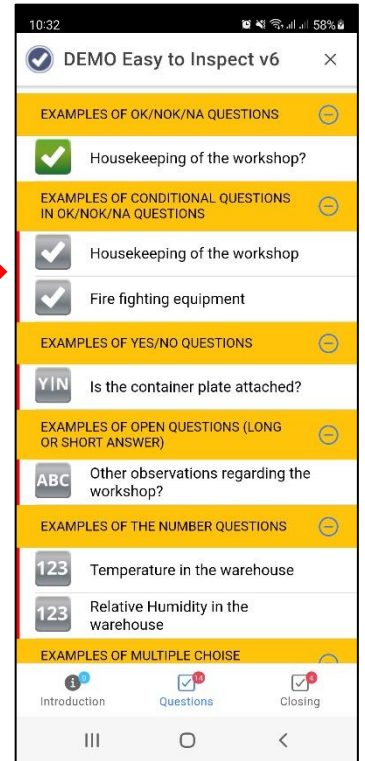 10:32
58%
DEMO Easy to Inspect v6
EXAMPLES OF OK/NOK/NA QUESTIONS
Housekeeping of the workshop?
EXAMPLES OF CONDITIONAL QUESTIONS
IN OK/NOK/NA QUESTIONS
Housekeeping of the workshop
Fire fighting equipment
EXAMPLES OF YES/NO QUESTIONS
Y|N
Is the container plate attached?
EXAMPLES OF OPEN QUESTIONS (LONG
OR SHORT ANSWER)
ABC
Other observations regarding the
workshop?
EXAMPLES OF THE NUMBER QUESTIONS
123
Temperature in the warehouse
123
Relative Humidity in the
warehouse
EXAMPLES OF MULTIPLE CHOISE
0
14
4
Introduction
Questions
Closing